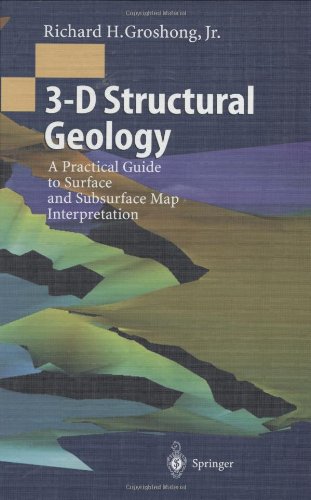 Richard H. Groshong, Jr.
3-D Structural
Geology
A Practical Guide
to Surface
and Subsurface Map
Interpretation
Springer